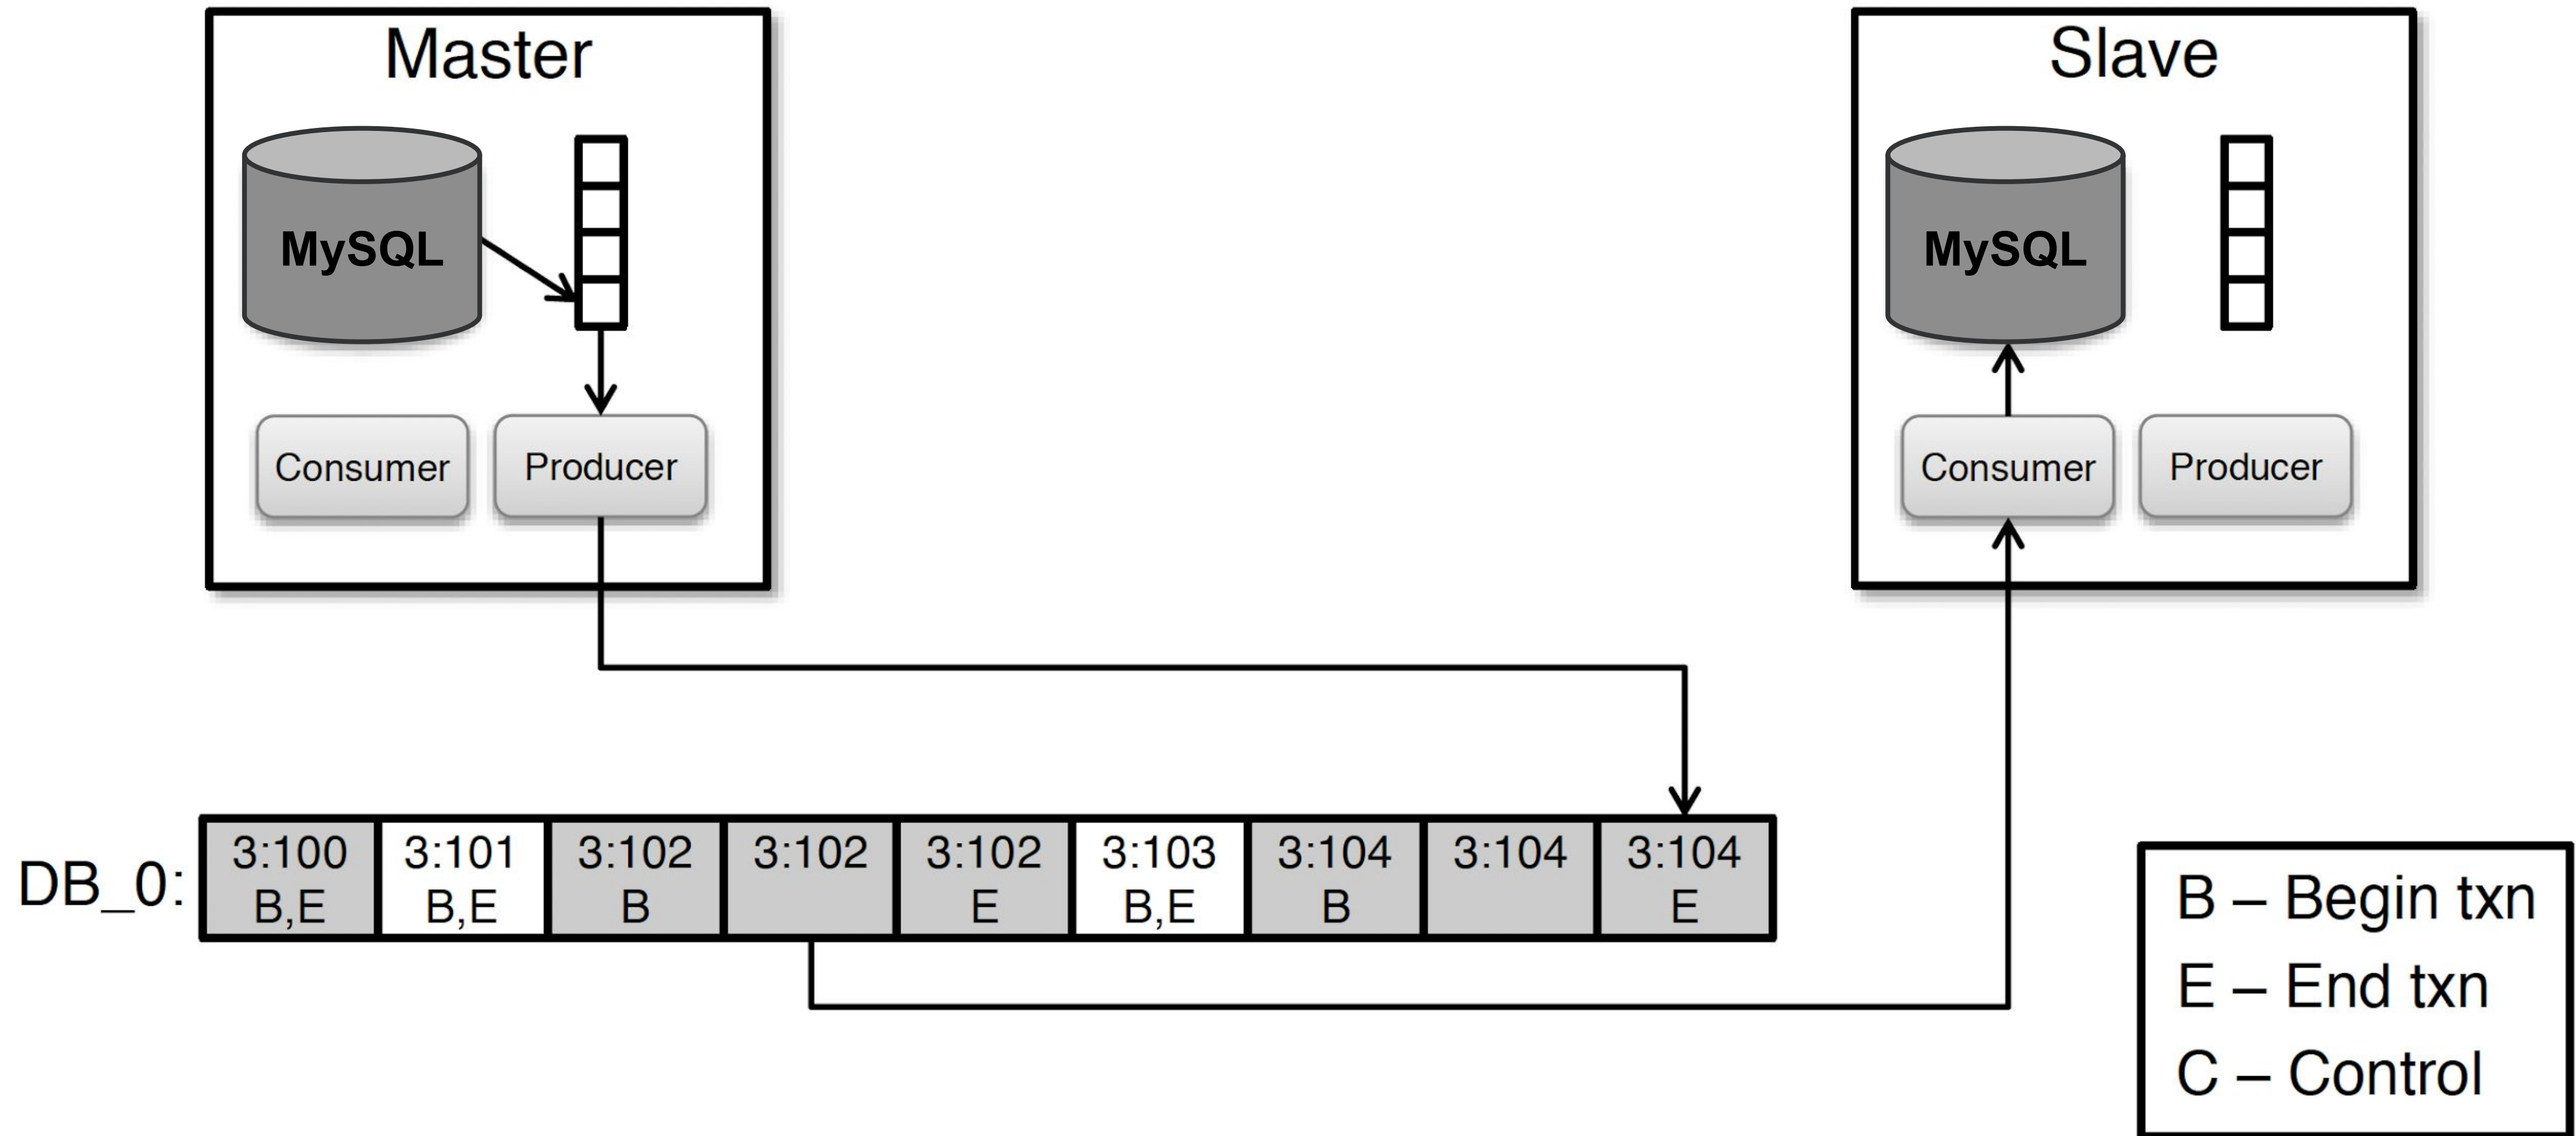 Master
MySQL
Consumer
Producer
Slave
MySQL
Consumer
Producer
DB_0:
3:100
B,E
3:101
B,E
3:102
B
3:102
3:102
E
3:103
B,E
3:104
B
3:104
3:104
E
B – Begin txn
E – End txn
C – Control